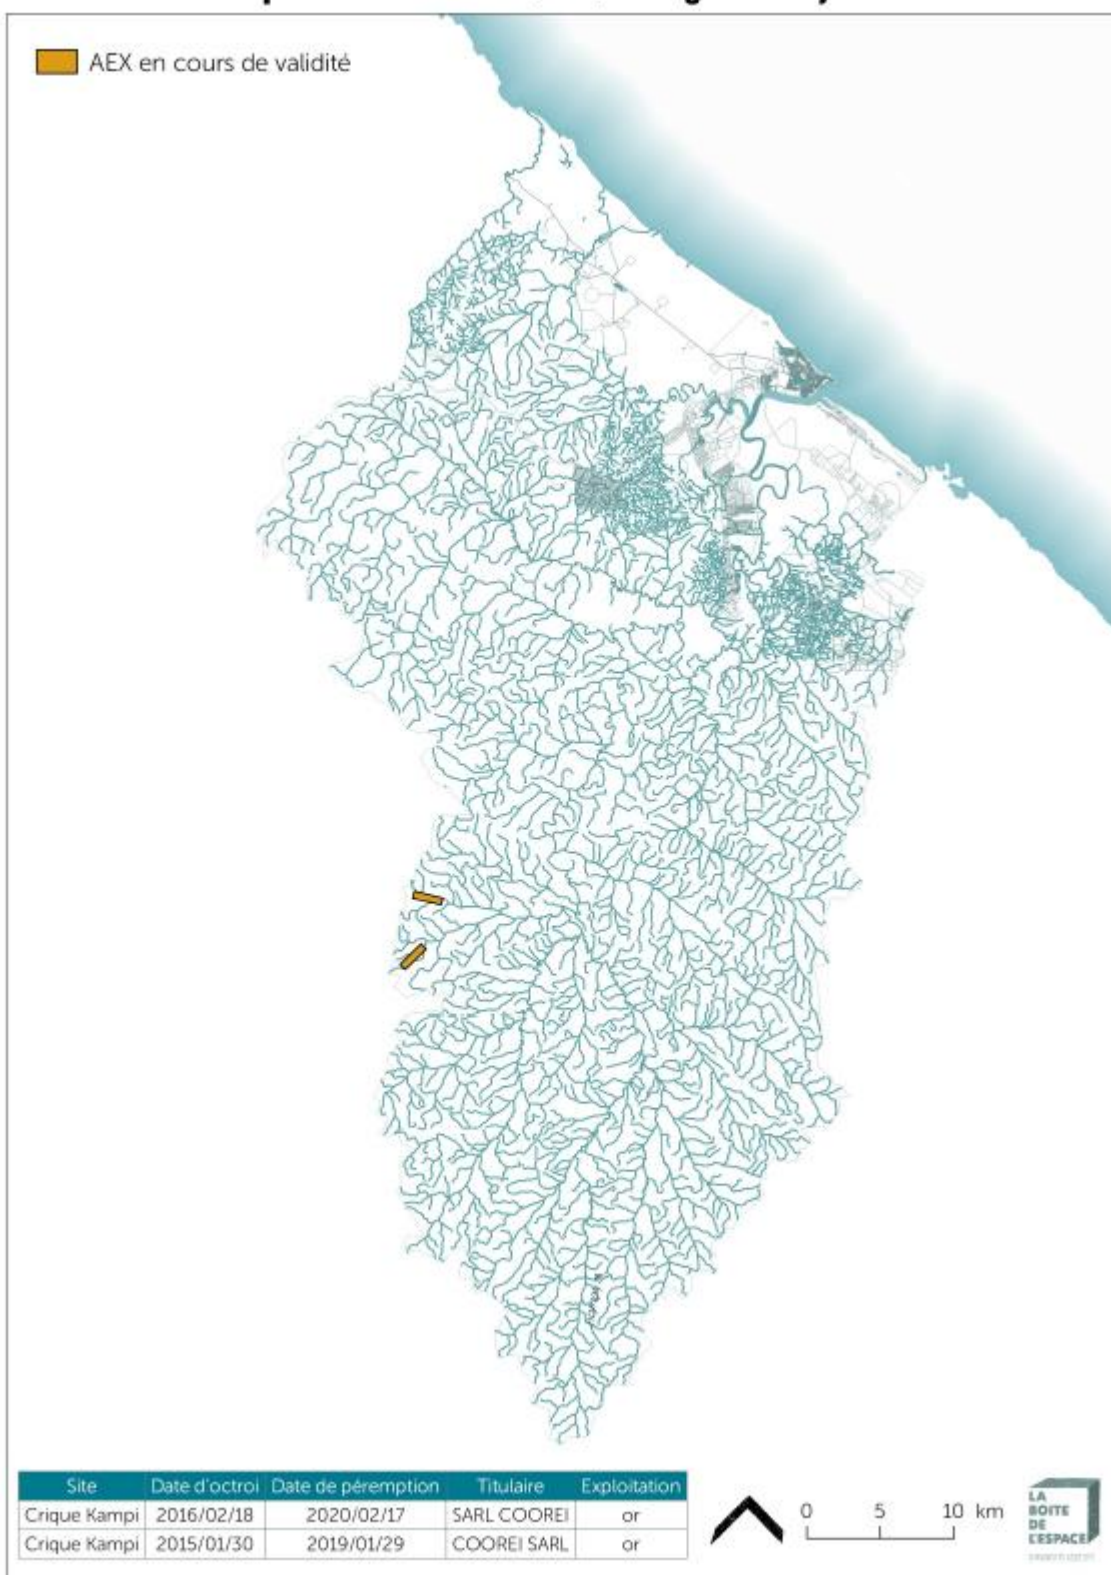 AEX en cours de validité
Site Date d'octroi Date de péremption Titulaire Exploitation
Crique Kampi 2016/02/18 2020/02/17 SARL COOREI or
Crique Kampi 2015/01/30 2019/01/29 COOREI SARL or
0 5 10 km
LA
BOITE
DE
L'ESPACE